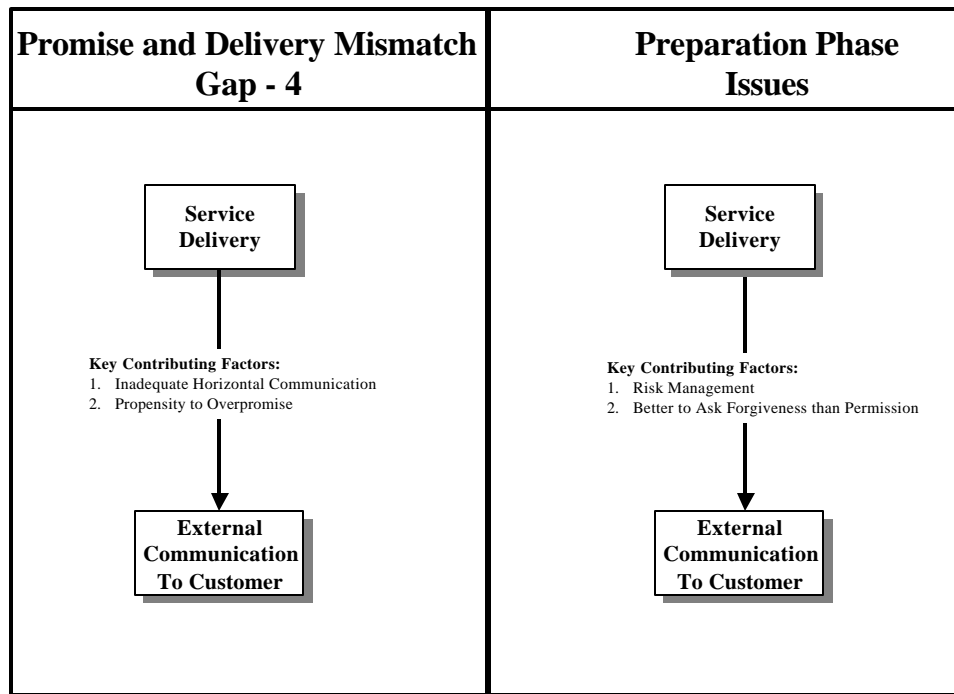 Promise and Delivery Mismatch
Gap - 4
Service
Delivery
Key Contributing Factors:
1. Inadequate Horizontal Communication
2. Propensity to Overpromise
External
Communication
To Customer
Preparation Phase
Issues
Service
Delivery
Key Contributing Factors:
1. Risk Management
2. Better to Ask Forgiveness than Permission
External
Communication
To Customer